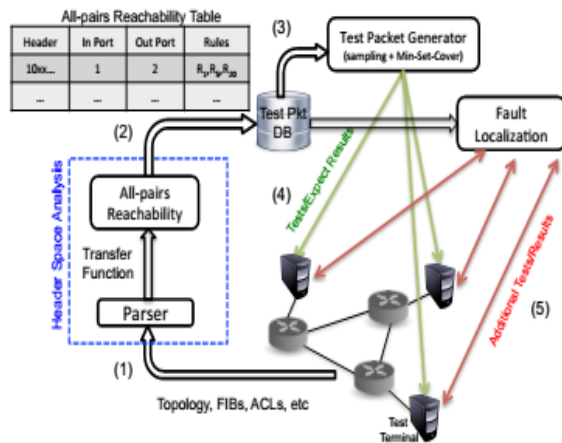 All-pairs Reachability Table
Header In Port Out Port Rules
10xx... 1 2 R1,R5,R20
... ... ... ...
(3)
Test Packet Generator
(sampling + Min-Set-Cover)
(2)
Test Pkt
DB
Fault
Localization
Header Space Analysis
All-pairs
Reachability
Transfer
Function
Parser
(1)
(4)
Tests/Expect Results
Additional Tests/Results
(5)
Topology, FIBs, ACLs, etc
Test
Terminal